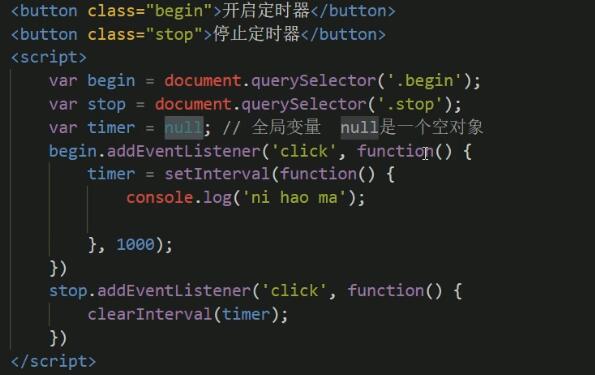 <button class="begin">开启定时器</button>
<button class="stop">停止定时器</button>
<script>
var begin = document.querySelector('.begin');
var stop = document.querySelector('.stop');
var timer = null; // 全局变量  null是一个空对象
begin.addEventListener('click', function() {
timer = setInterval(function() {
console.log('ni hao ma');
}, 1000);
})
stop.addEventListener('click', function() {
clearInterval(timer);
})
</script>